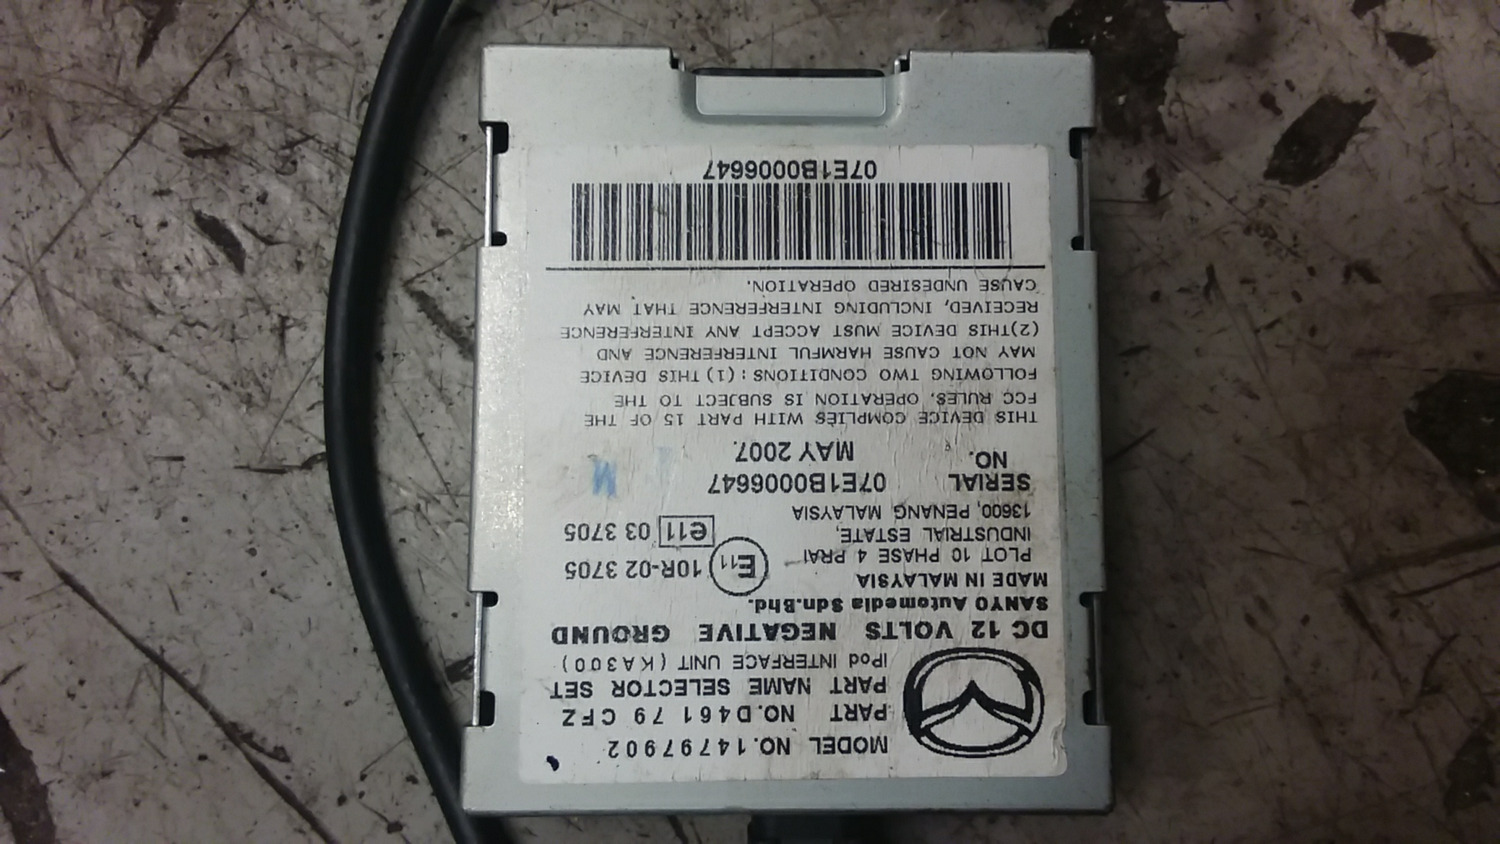 MODEL NO.14797902
PART NO.D461 79 CFZ
PART NAME SELECTOR SET
iPod INTERFACE UNIT (KA300)
DC 12 VOLTS NEGATIVE GROUND
SANYO Automedia Sdn.Bhd.
MADE IN MALAYSIA
PLOT 10 PHASE 4 PRAI
INDUSTRIAL ESTATE,
13600, PENANG MALAYSIA
E11 10R-02 3705
e11 03 3705
SERIAL NO. 07E1B0006647
MAY 2007.
M
THIS DEVICE COMPLIES WITH PART 15 OF THE
FCC RULES. OPERATION IS SUBJECT TO THE
FOLLOWING TWO CONDITIONS:(1)THIS DEVICE
MAY NOT CAUSE HARMFUL INTERFERENCE AND
(2)THIS DEVICE MUST ACCEPT ANY INTERFERENCE
RECEIVED, INCLUDING INTERFERENCE THAT MAY
CAUSE UNDESIRED OPERATION.
07E1B0006647